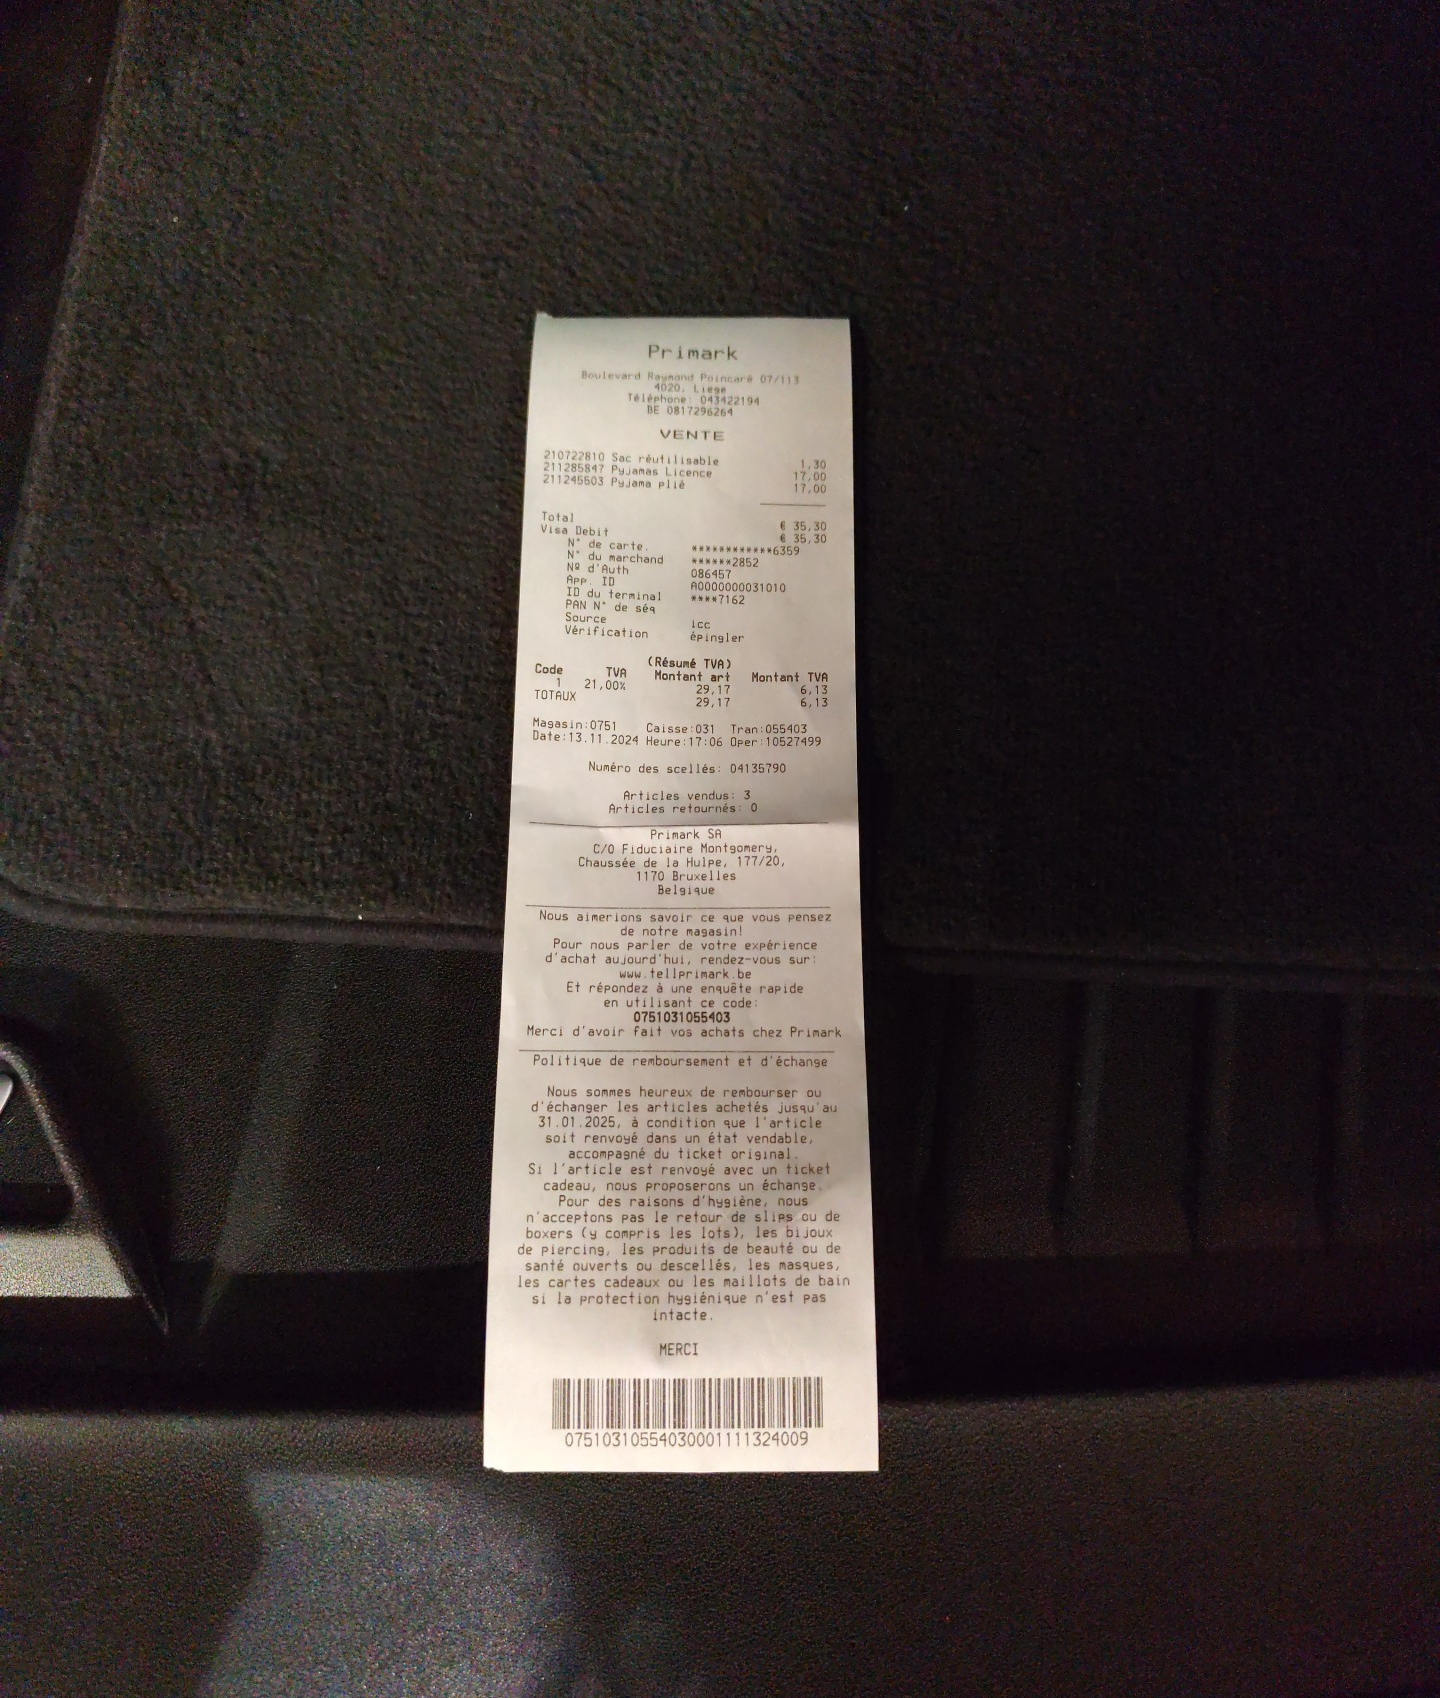 Primark
Boulevard Raymond Poincaré 07/113
4020, Liege
Téléphone: 043422194
BE 0817296264
VENTE
210722810 Sac réutilisable 1,30
211285847 Pyjamas Licence 17,00
211245503 Pyjama plié 17,00
Total € 35,30
Visa Debit € 35,30
N° de carte. ************6359
N° du marchand ******2852
Nº d'Auth 086457
App. ID A0000000031010
ID du terminal ****7162
PAN N° de séq
Source icc
Vérification épingler
(Résumé TVA)
Code TVA Montant art Montant TVA
1 21,00% 29,17 6,13
TOTAUX 29,17 6,13
Magasin:0751 Caisse:031 Tran:055403
Date:13.11.2024 Heure:17:06 Oper:10527499
Numéro des scellés: 04135790
Articles vendus: 3
Articles retournés: 0
Primark SA
C/O Fiduciaire Montgomery,
Chaussée de la Hulpe, 177/20,
1170 Bruxelles
Belgique
Nous aimerions savoir ce que vous pensez
de notre magasin!
Pour nous parler de votre expérience
d'achat aujourd'hui, rendez-vous sur:
www.tellprimark.be
Et répondez à une enquête rapide
en utilisant ce code:
0751031055403
Merci d'avoir fait vos achats chez Primark
Politique de remboursement et d'échange
Nous sommes heureux de rembourser ou
d'échanger les articles achetés jusqu'au
31.01.2025, à condition que l'article
soit renvoyé dans un état vendable,
accompagné du ticket original.
Si l'article est renvoyé avec un ticket
cadeau, nous proposerons un échange.
Pour des raisons d'hygiène, nous
n'acceptons pas le retour de slips ou de
boxers (y compris les lots), les bijoux
de piercing, les produits de beauté ou de
santé ouverts ou descellés, les masques,
les cartes cadeaux ou les maillots de bain
si la protection hygiénique n'est pas
intacte.
MERCI
07510310554030001111324009